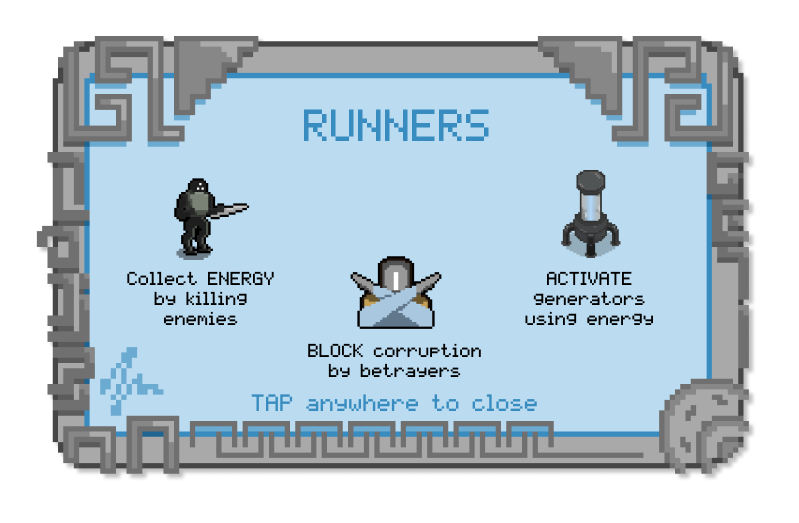 RUNNERS
Collect ENERGY
by killing
enemies
BLOCK corruption
by betrayers
ACTIVATE
generators
using energy
TAP anywhere to close